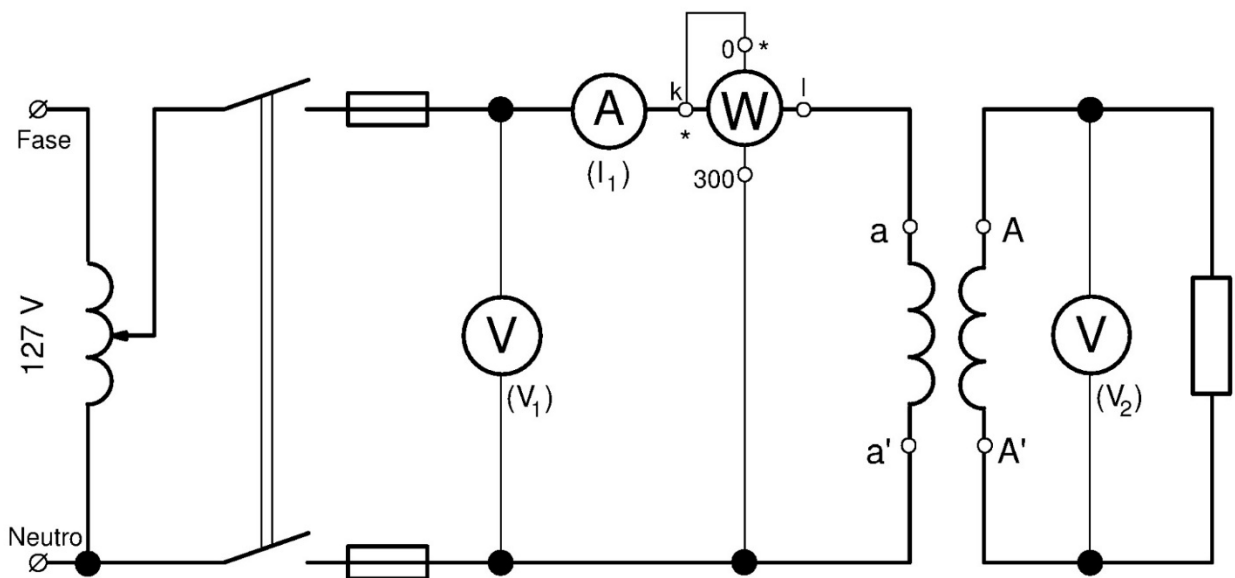 Fase
127 V
Neutro
V
(V₁)
A
(I₁)
k
*
0 *
W
l
300
a
a'
A
A'
V
(V₂)